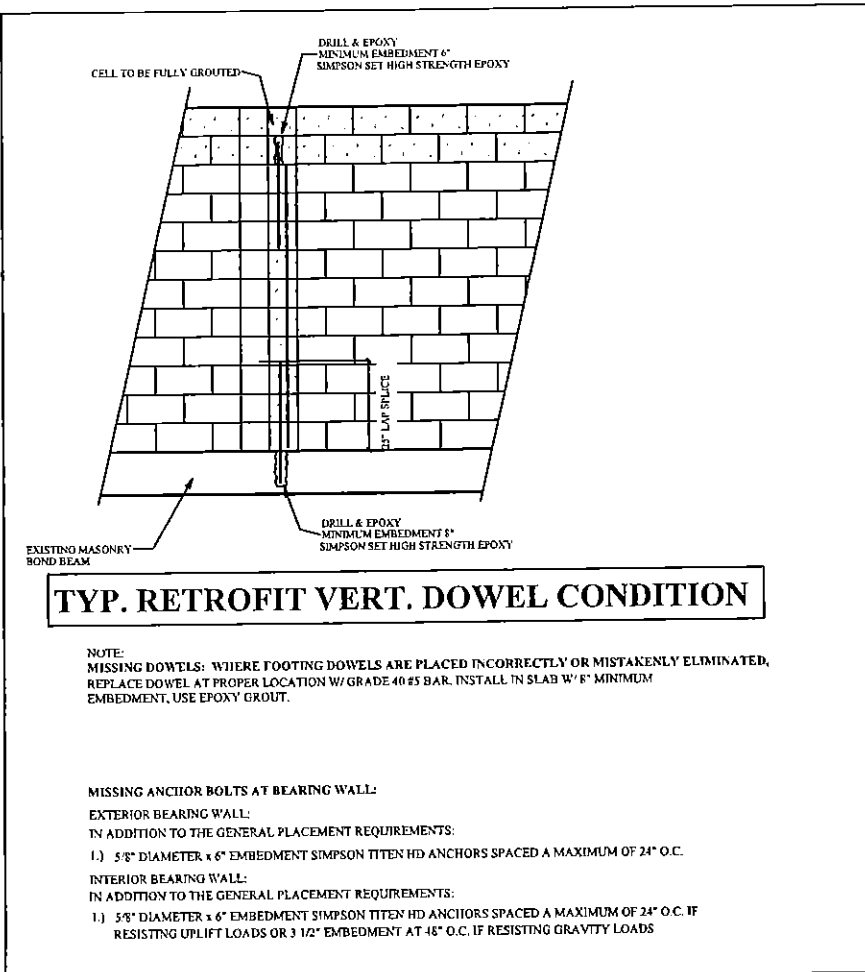 DRILL & EPOXY
MINIMUM EMBEDMENT 6"
SIMPSON SET HIGH STRENGTH EPOXY
CELL TO BE FULLY GROUTED
25" LAP SPLICE
DRILL & EPOXY
MINIMUM EMBEDMENT 8"
SIMPSON SET HIGH STRENGTH EPOXY
EXISTING MASONRY
BOND BEAM
TYP. RETROFIT VERT. DOWEL CONDITION
NOTE:
MISSING DOWELS: WHERE FOOTING DOWELS ARE PLACED INCORRECTLY OR MISTAKENLY ELIMINATED,
REPLACE DOWEL AT PROPER LOCATION W/ GRADE 40 #5 BAR. INSTALL IN SLAB W/ 8" MINIMUM
EMBEDMENT, USE EPOXY GROUT.
MISSING ANCHOR BOLTS AT BEARING WALL:
EXTERIOR BEARING WALL:
IN ADDITION TO THE GENERAL PLACEMENT REQUIREMENTS:
1.) 5/8" DIAMETER x 6" EMBEDMENT SIMPSON TITEN HD ANCHORS SPACED A MAXIMUM OF 24" O.C.
INTERIOR BEARING WALL:
IN ADDITION TO THE GENERAL PLACEMENT REQUIREMENTS:
1.) 5/8" DIAMETER x 6" EMBEDMENT SIMPSON TITEN HD ANCHORS SPACED A MAXIMUM OF 24" O.C. IF
RESISTING UPLIFT LOADS OR 3 1/2" EMBEDMENT AT 48" O.C. IF RESISTING GRAVITY LOADS